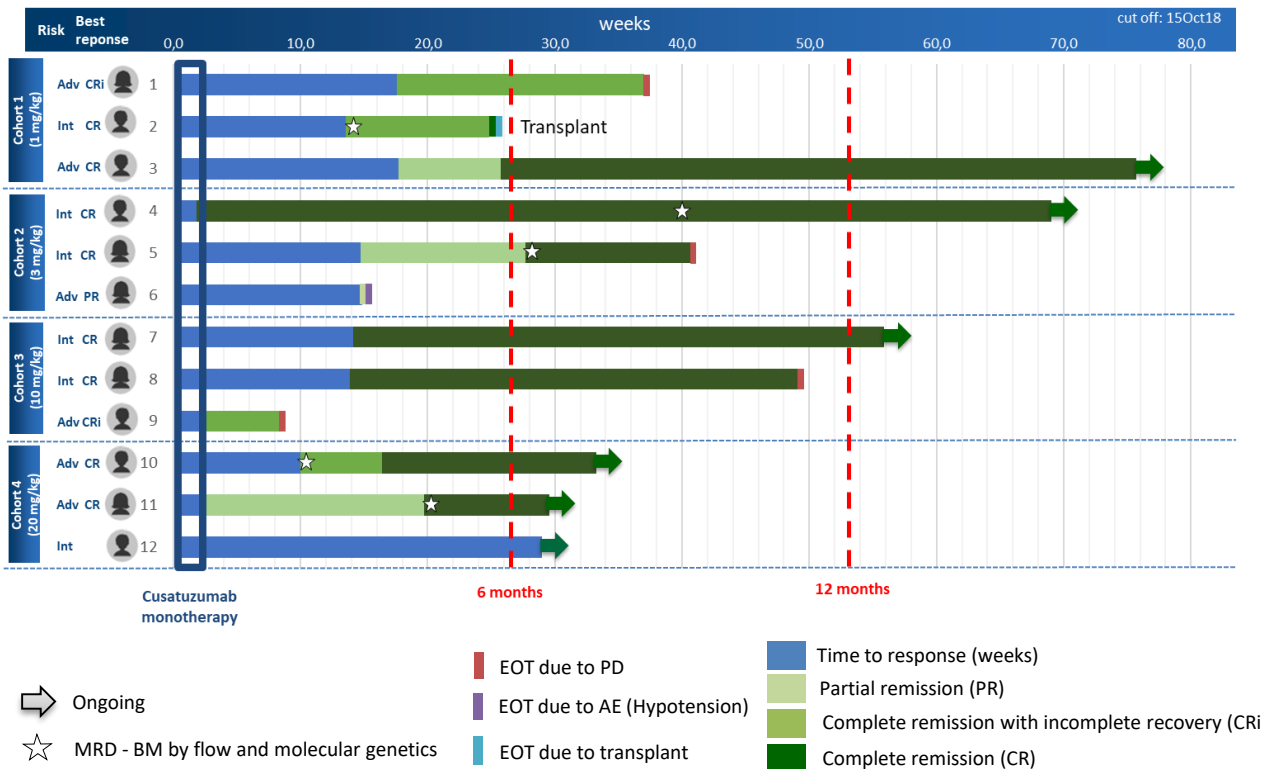 weeks
cut off: 15Oct18
Risk Best reponse
0,0 10,0 20,0 30,0 40,0 50,0 60,0 70,0 80,0
Cohort 1
(1 mg/kg)
Adv CRi 1
Int CR 2
Transplant
Adv CR 3
Cohort 2
(3 mg/kg)
Int CR 4
Int CR 5
Adv PR 6
Cohort 3
(10 mg/kg)
Int CR 7
Int CR 8
Adv CRi 9
Cohort 4
(20 mg/kg)
Adv CR 10
Adv CR 11
Int 12
Cusatuzumab
monotherapy
6 months
12 months
Ongoing
MRD - BM by flow and molecular genetics
EOT due to PD
EOT due to AE (Hypotension)
EOT due to transplant
Time to response (weeks)
Partial remission (PR)
Complete remission with incomplete recovery (CRi
Complete remission (CR)